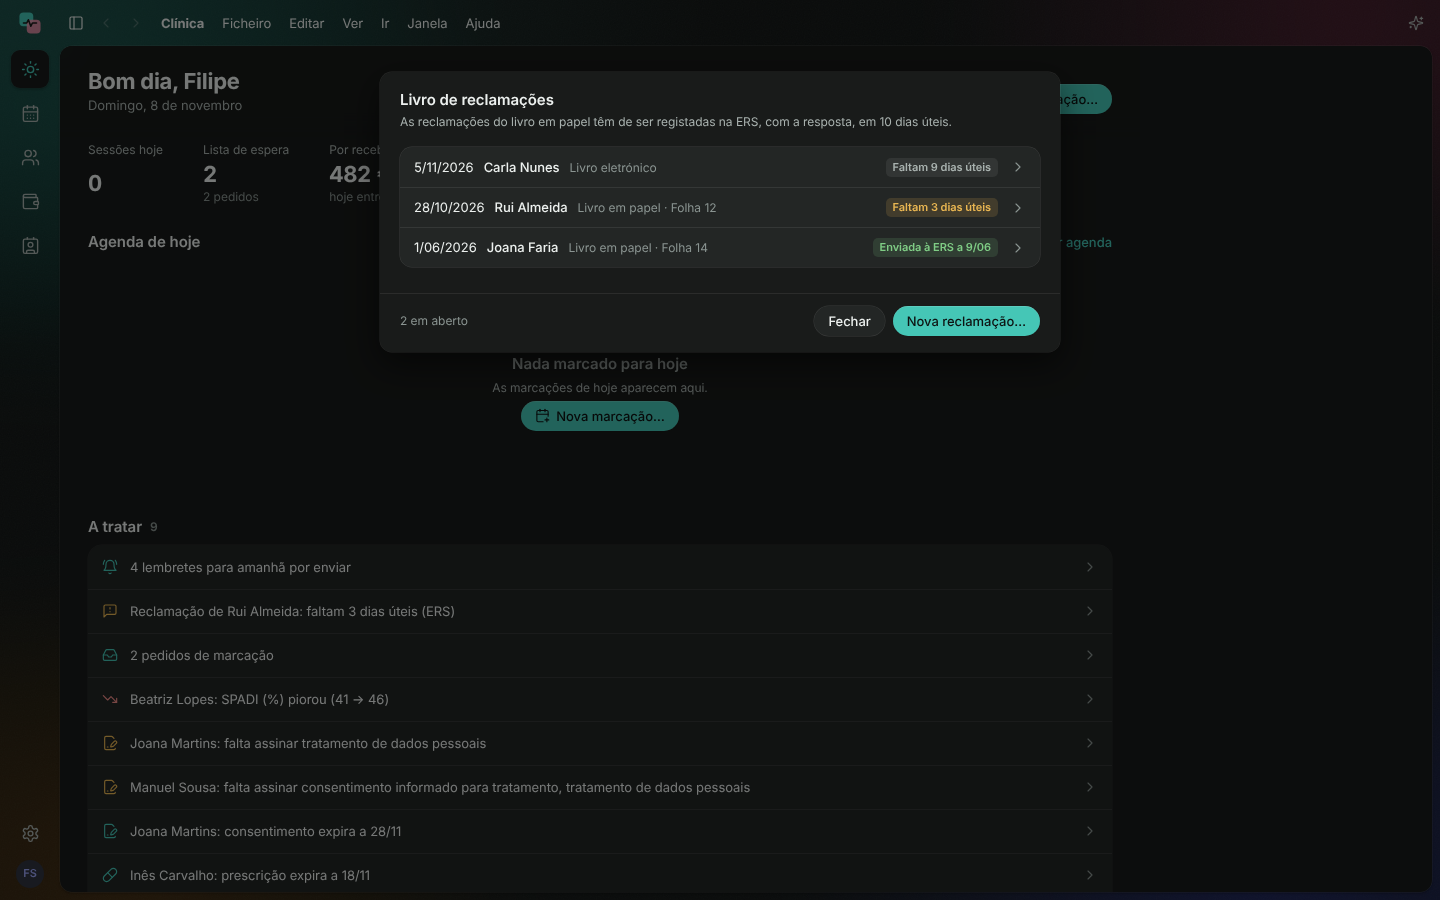 Clínica Ficheiro Editar Ver Ir Janela Ajuda
Bom dia, Filipe
Domingo, 8 de novembro
Sessões hoje
0
Lista de espera
2
2 pedidos
482
Agenda de hoje
agenda
Livro de reclamações
As reclamações do livro em papel têm de ser registadas na ERS, com a resposta, em 10 dias úteis.
5/11/2026 Carla Nunes Livro eletrónico Faltam 9 dias úteis
28/10/2026 Rui Almeida Livro em papel · Folha 12 Faltam 3 dias úteis
1/06/2026 Joana Faria Livro em papel · Folha 14 Enviada à ERS a 9/06
2 em aberto
Fechar
Nova reclamação...
Nada marcado para hoje
As marcações de hoje aparecem aqui.
Nova marcação...
A tratar 9
4 lembretes para amanhã por enviar
Reclamação de Rui Almeida: faltam 3 dias úteis (ERS)
2 pedidos de marcação
Beatriz Lopes: SPADI (%) piorou (41 → 46)
Joana Martins: falta assinar tratamento de dados pessoais
Manuel Sousa: falta assinar consentimento informado para tratamento, tratamento de dados pessoais
Joana Martins: consentimento expira a 28/11
Inês Carvalho: prescrição expira a 18/11
FS